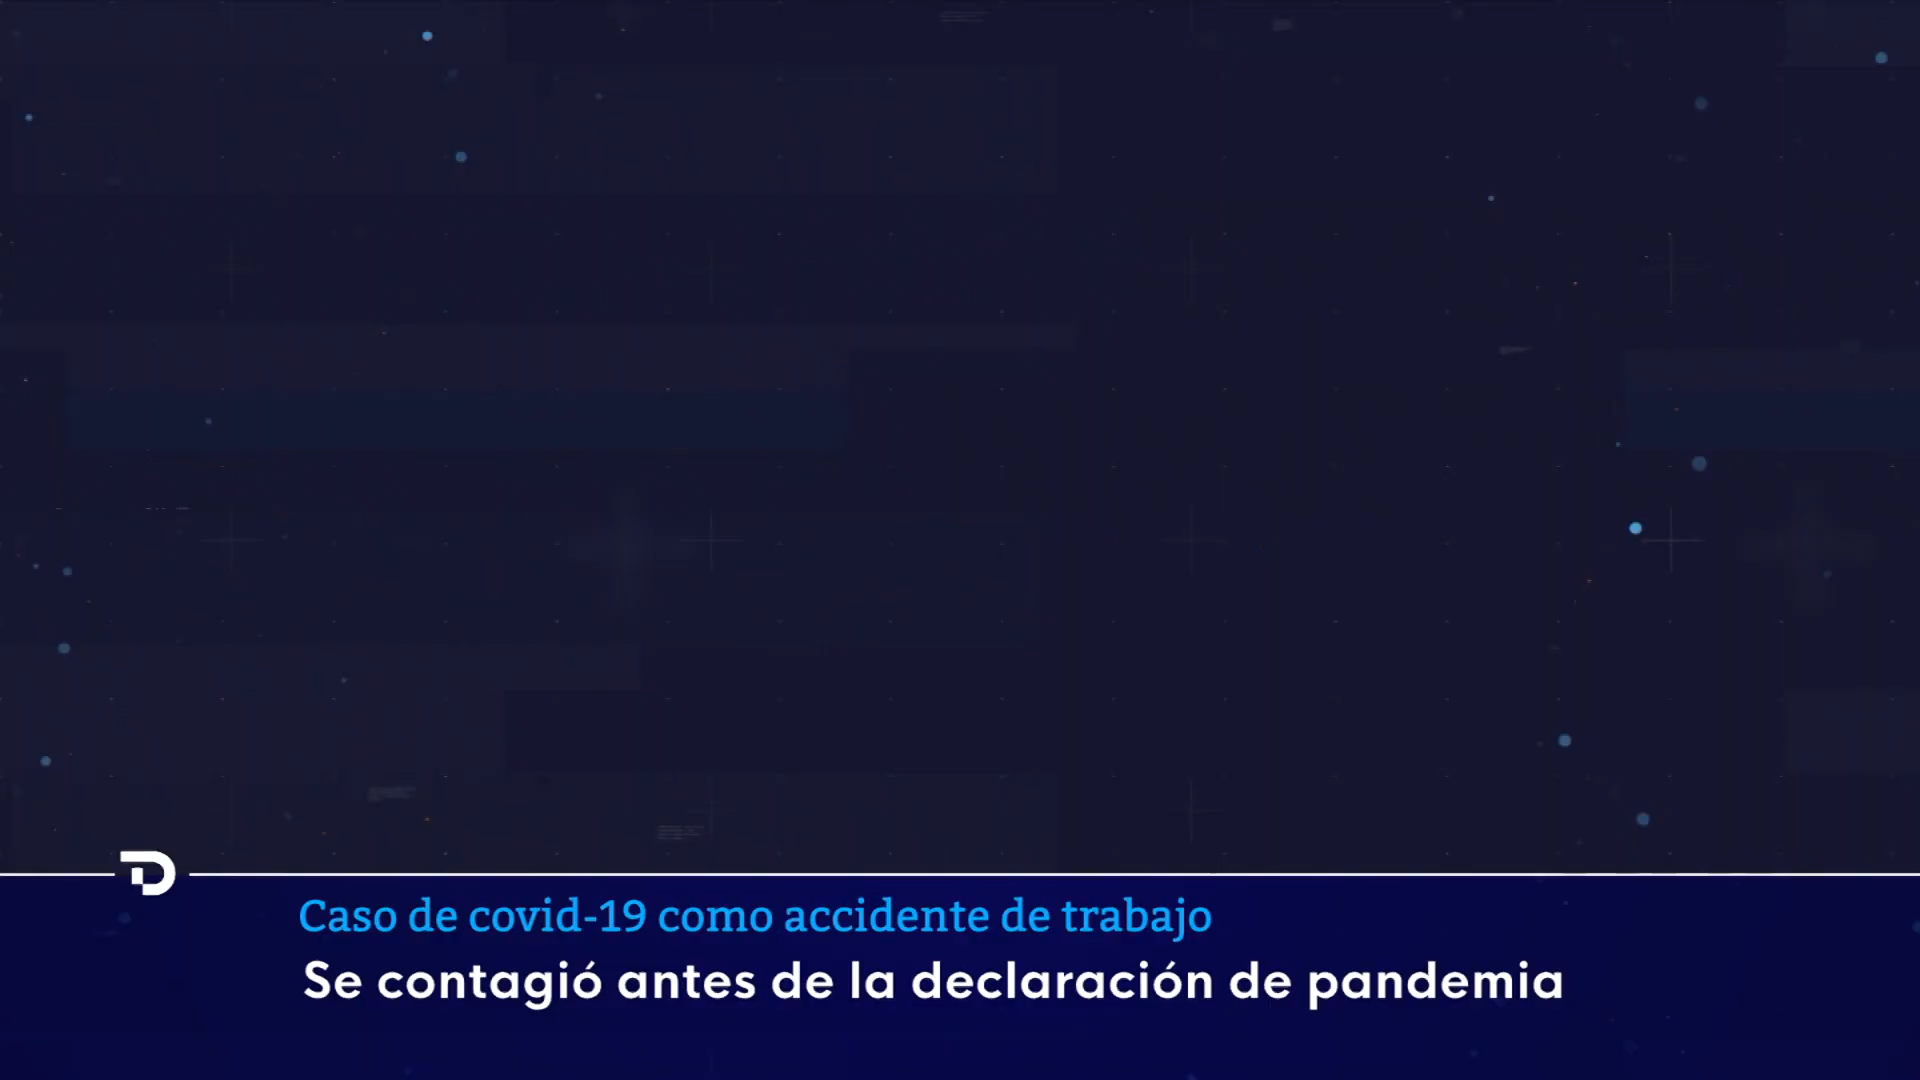 Caso de covid-19 como accidente de trabajo
Se contagió antes de la declaración de pandemia